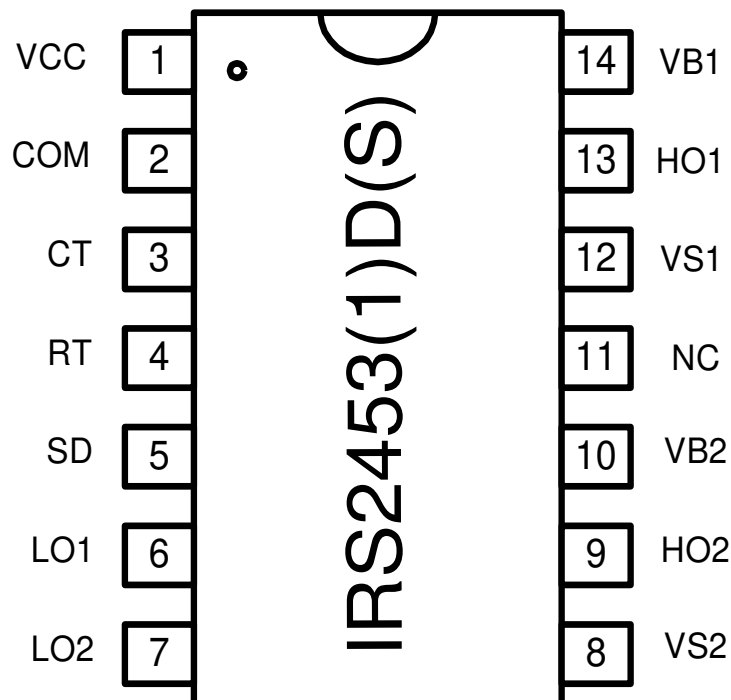 VCC 1 14 VB1
COM 2 13 HO1
CT 3 12 VS1
RT 4 11 NC
SD 5 10 VB2
LO1 6 9 HO2
LO2 7 8 VS2
IRS2453(1)D(S)